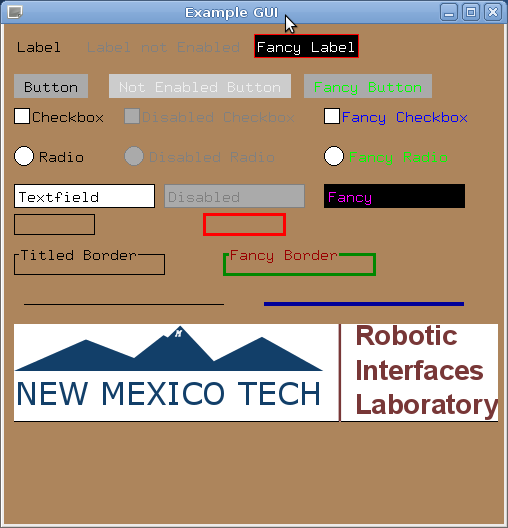 Example GUI
Label Label not Enabled Fancy Label
Button Not Enabled Button Fancy Button
Checkbox Disabled Checkbox Fancy Checkbox
Radio Disabled Radio Fancy Radio
Textfield Disabled Fancy
Titled Border Fancy Border
NEW MEXICO TECH
Robotic
Interfaces
Laboratory